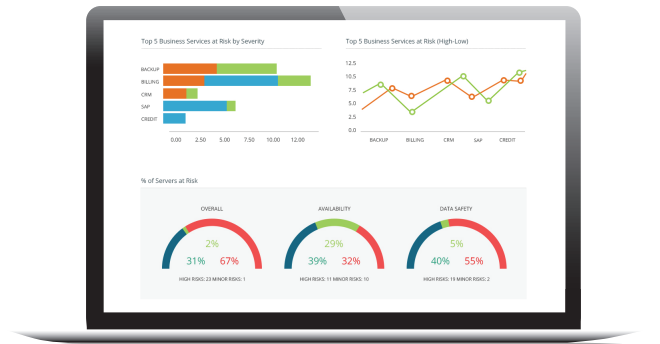 Top 5 Business Services at Risk by Severity
BACKUP
BILLING
CRM
SAP
CREDIT
0.00 2.50 5.00 7.50 10.00 12.00
Top 5 Business Services at Risk (High-Low)
12.5
10.5
7.5
5.0
2.5
0.0
BACKUP BILLING CRM SAP CREDIT
% of Servers at Risk
OVERALL
2%
31% 67%
HIGH RISKS: 23 MINOR RISKS: 1
AVAILABILITY
29%
39% 32%
HIGH RISKS: 11 MINOR RISKS: 10
DATA SAFETY
5%
40% 55%
HIGH RISKS: 19 MINOR RISKS: 2